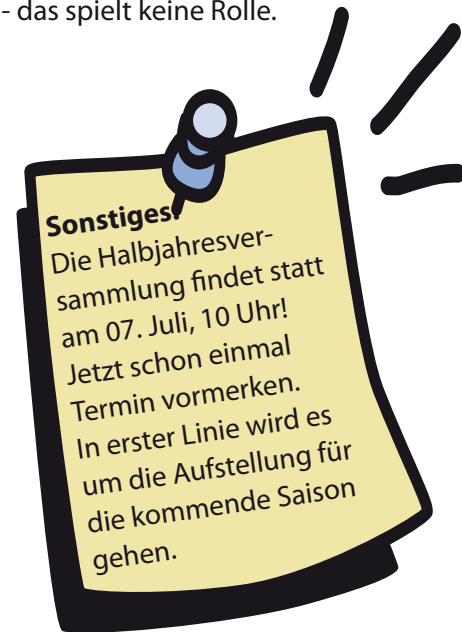 - das spielt keine Rolle.
Sonstiges:
Die Halbjahresver-
sammlung findet statt
am 07. Juli, 10 Uhr!
Jetzt schon einmal
Termin vormerken.
In erster Linie wird es
um die Aufstellung für
die kommende Saison
gehen.